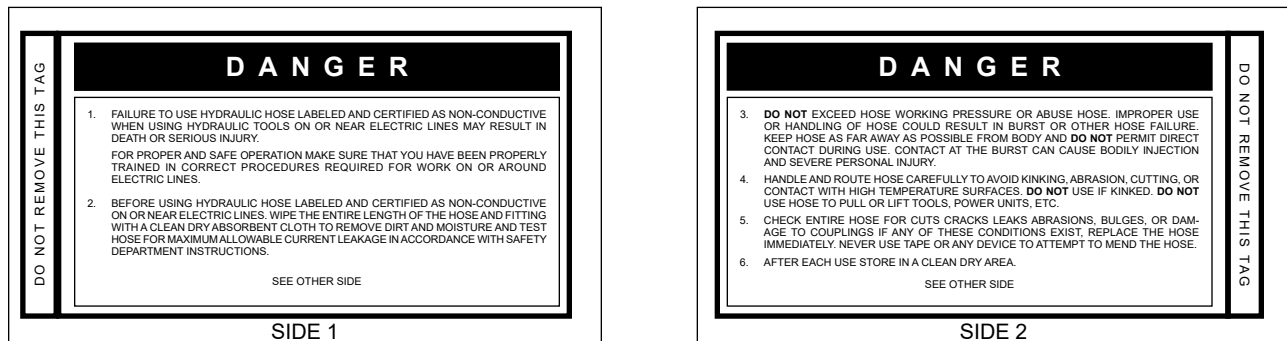 DO NOT REMOVE THIS TAG
DANGER
1. FAILURE TO USE HYDRAULIC HOSE LABELED AND CERTIFIED AS NON-CONDUCTIVE
WHEN USING HYDRAULIC TOOLS ON OR NEAR ELECTRIC LINES MAY RESULT IN
DEATH OR SERIOUS INJURY.
FOR PROPER AND SAFE OPERATION MAKE SURE THAT YOU HAVE BEEN PROPERLY
TRAINED IN CORRECT PROCEDURES REQUIRED FOR WORK ON OR AROUND
ELECTRIC LINES.
2. BEFORE USING HYDRAULIC HOSE LABELED AND CERTIFIED AS NON-CONDUCTIVE
ON OR NEAR ELECTRIC LINES. WIPE THE ENTIRE LENGTH OF THE HOSE AND FITTING
WITH A CLEAN DRY ABSORBENT CLOTH TO REMOVE DIRT AND MOISTURE AND TEST
HOSE FOR MAXIMUM ALLOWABLE CURRENT LEAKAGE IN ACCORDANCE WITH SAFETY
DEPARTMENT INSTRUCTIONS.
SEE OTHER SIDE
SIDE 1
DANGER
3. DO NOT EXCEED HOSE WORKING PRESSURE OR ABUSE HOSE. IMPROPER USE
OR HANDLING OF HOSE COULD RESULT IN BURST OR OTHER HOSE FAILURE.
KEEP HOSE AS FAR AWAY AS POSSIBLE FROM BODY AND DO NOT PERMIT DIRECT
CONTACT DURING USE. CONTACT AT THE BURST CAN CAUSE BODILY INJECTION
AND SEVERE PERSONAL INJURY.
4. HANDLE AND ROUTE HOSE CAREFULLY TO AVOID KINKING, ABRASION, CUTTING, OR
CONTACT WITH HIGH TEMPERATURE SURFACES. DO NOT USE IF KINKED. DO NOT
USE HOSE TO PULL OR LIFT TOOLS, POWER UNITS, ETC.
5. CHECK ENTIRE HOSE FOR CUTS CRACKS LEAKS ABRASIONS, BULGES, OR DAM-
AGE TO COUPLINGS IF ANY OF THESE CONDITIONS EXIST, REPLACE THE HOSE
IMMEDIATELY. NEVER USE TAPE OR ANY DEVICE TO ATTEMPT TO MEND THE HOSE.
6. AFTER EACH USE STORE IN A CLEAN DRY AREA.
SEE OTHER SIDE
DO NOT REMOVE THIS TAG
SIDE 2